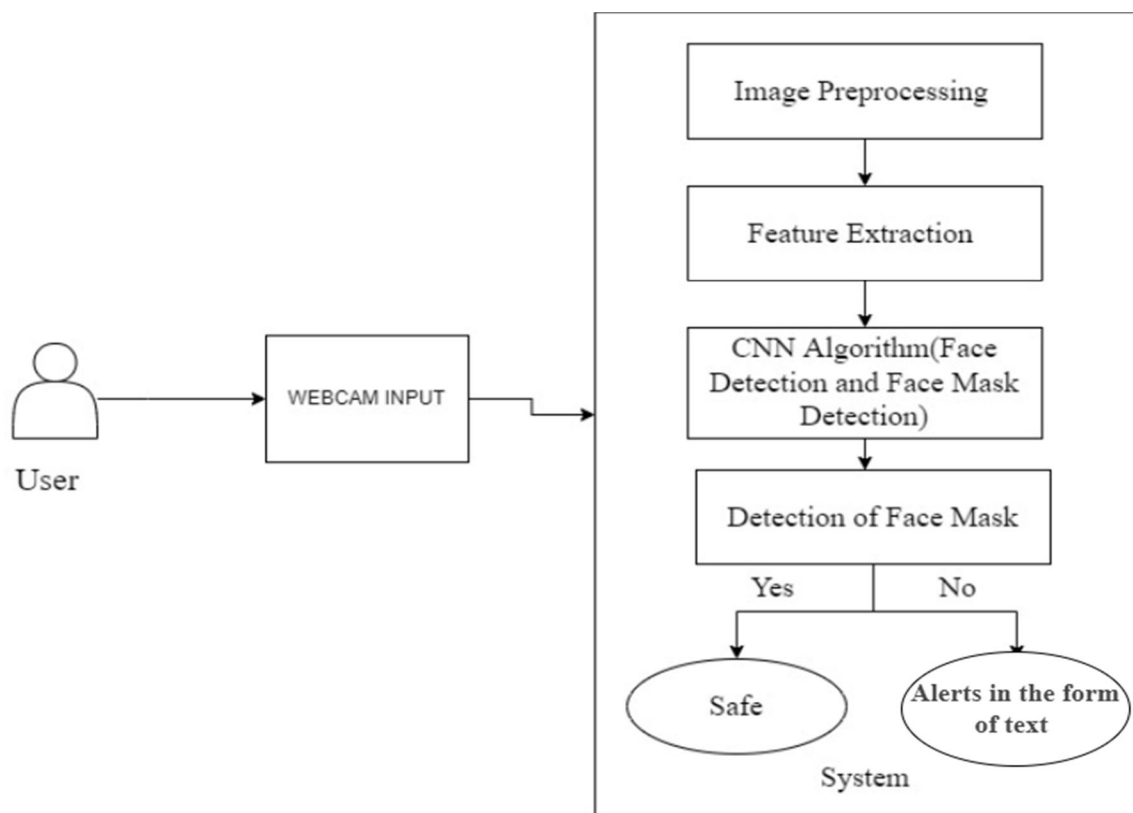 User
WEBCAM INPUT
Image Preprocessing
Feature Extraction
CNN Algorithm(Face
Detection and Face Mask
Detection)
Detection of Face Mask
Yes
No
Safe
Alerts in the form
of text
System